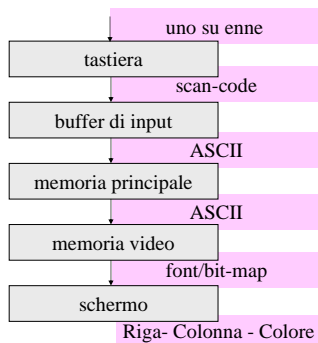 uno su enne
tastiera
scan-code
buffer di input
ASCII
memoria principale
ASCII
memoria video
font/bit-map
schermo
Riga- Colonna - Colore